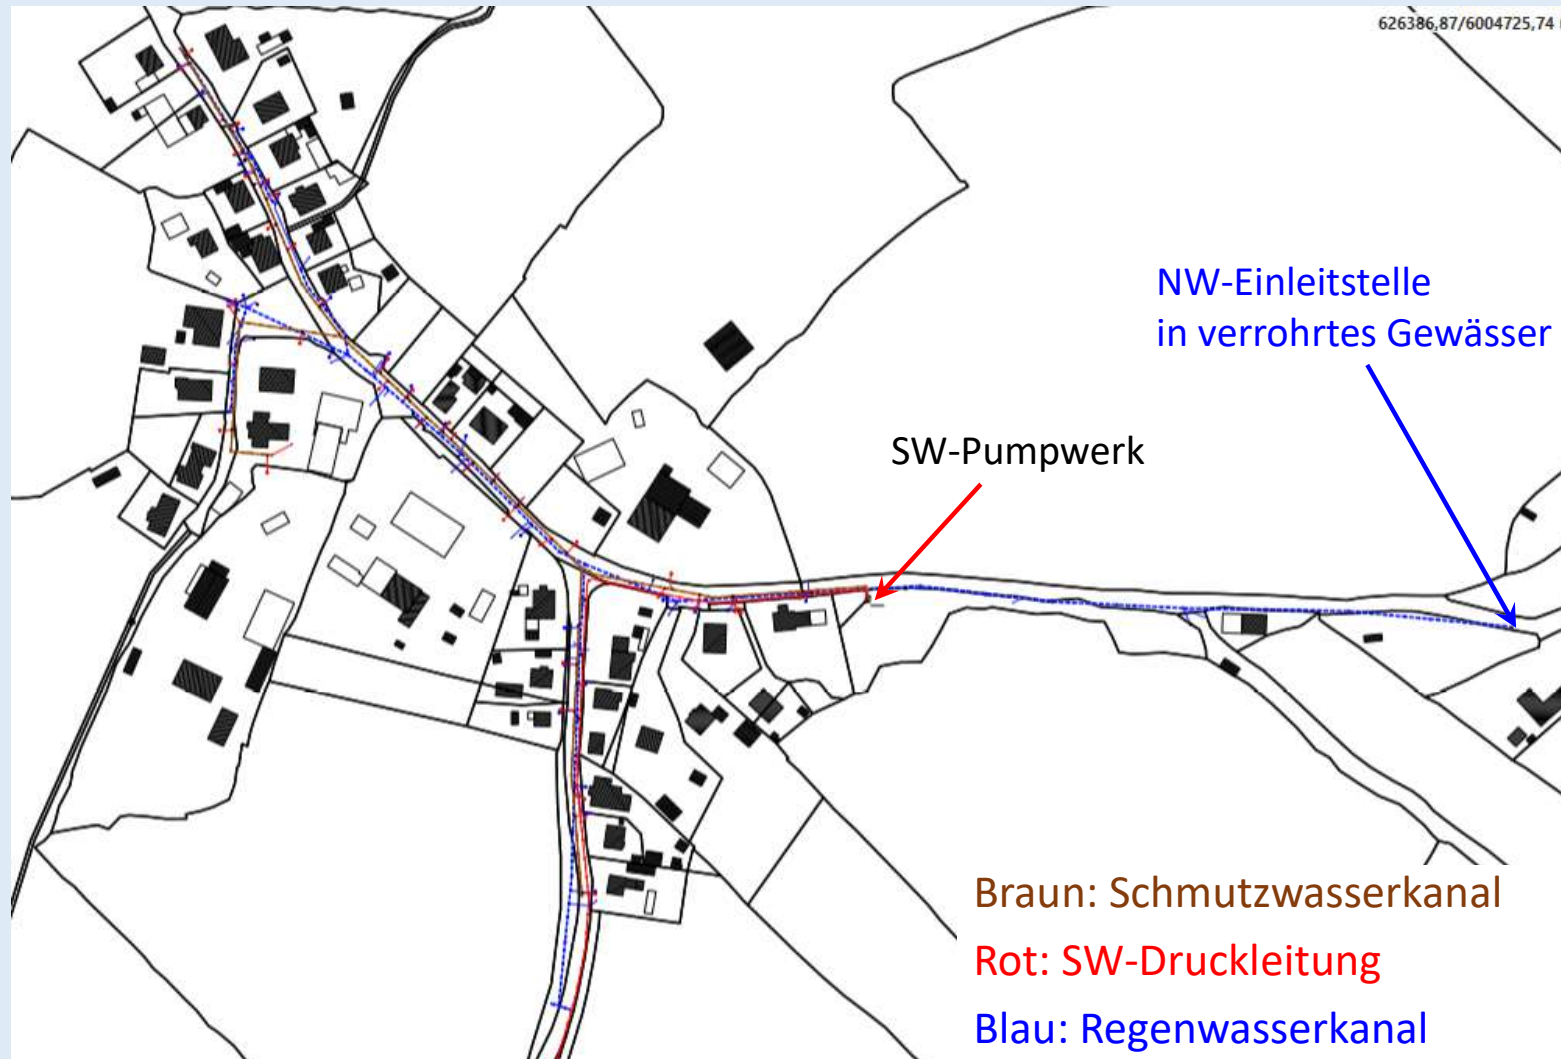 626386,87/6004725,74
NW-Einleitstelle
in verrohrtes Gewässer
SW-Pumpwerk
Braun: Schmutzwasserkanal
Rot: SW-Druckleitung
Blau: Regenwasserkanal